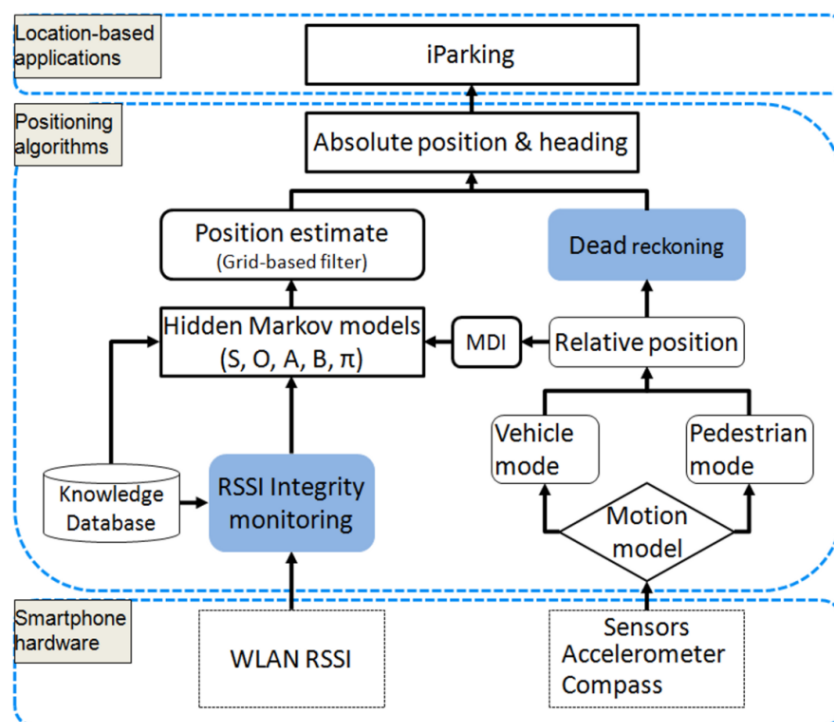 Location-based
applications
iParking
Positioning
algorithms
Absolute position & heading
Position estimate
(Grid-based filter)
Dead reckoning
Hidden Markov models
(S, O, A, B, π)
MDI
Relative position
Vehicle
mode
Pedestrian
mode
Knowledge
Database
RSSI Integrity
monitoring
Motion
model
Smartphone
hardware
WLAN RSSI
Sensors
Accelerometer
Compass